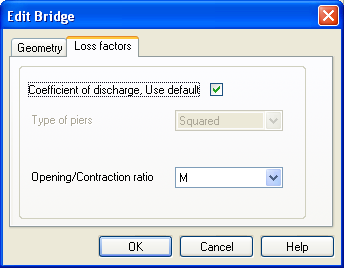 Edit Bridge
Geometry Loss factors
Coefficient of discharge, Use default
Type of piers Squared
Opening/Contraction ratio M
OK Cancel Help